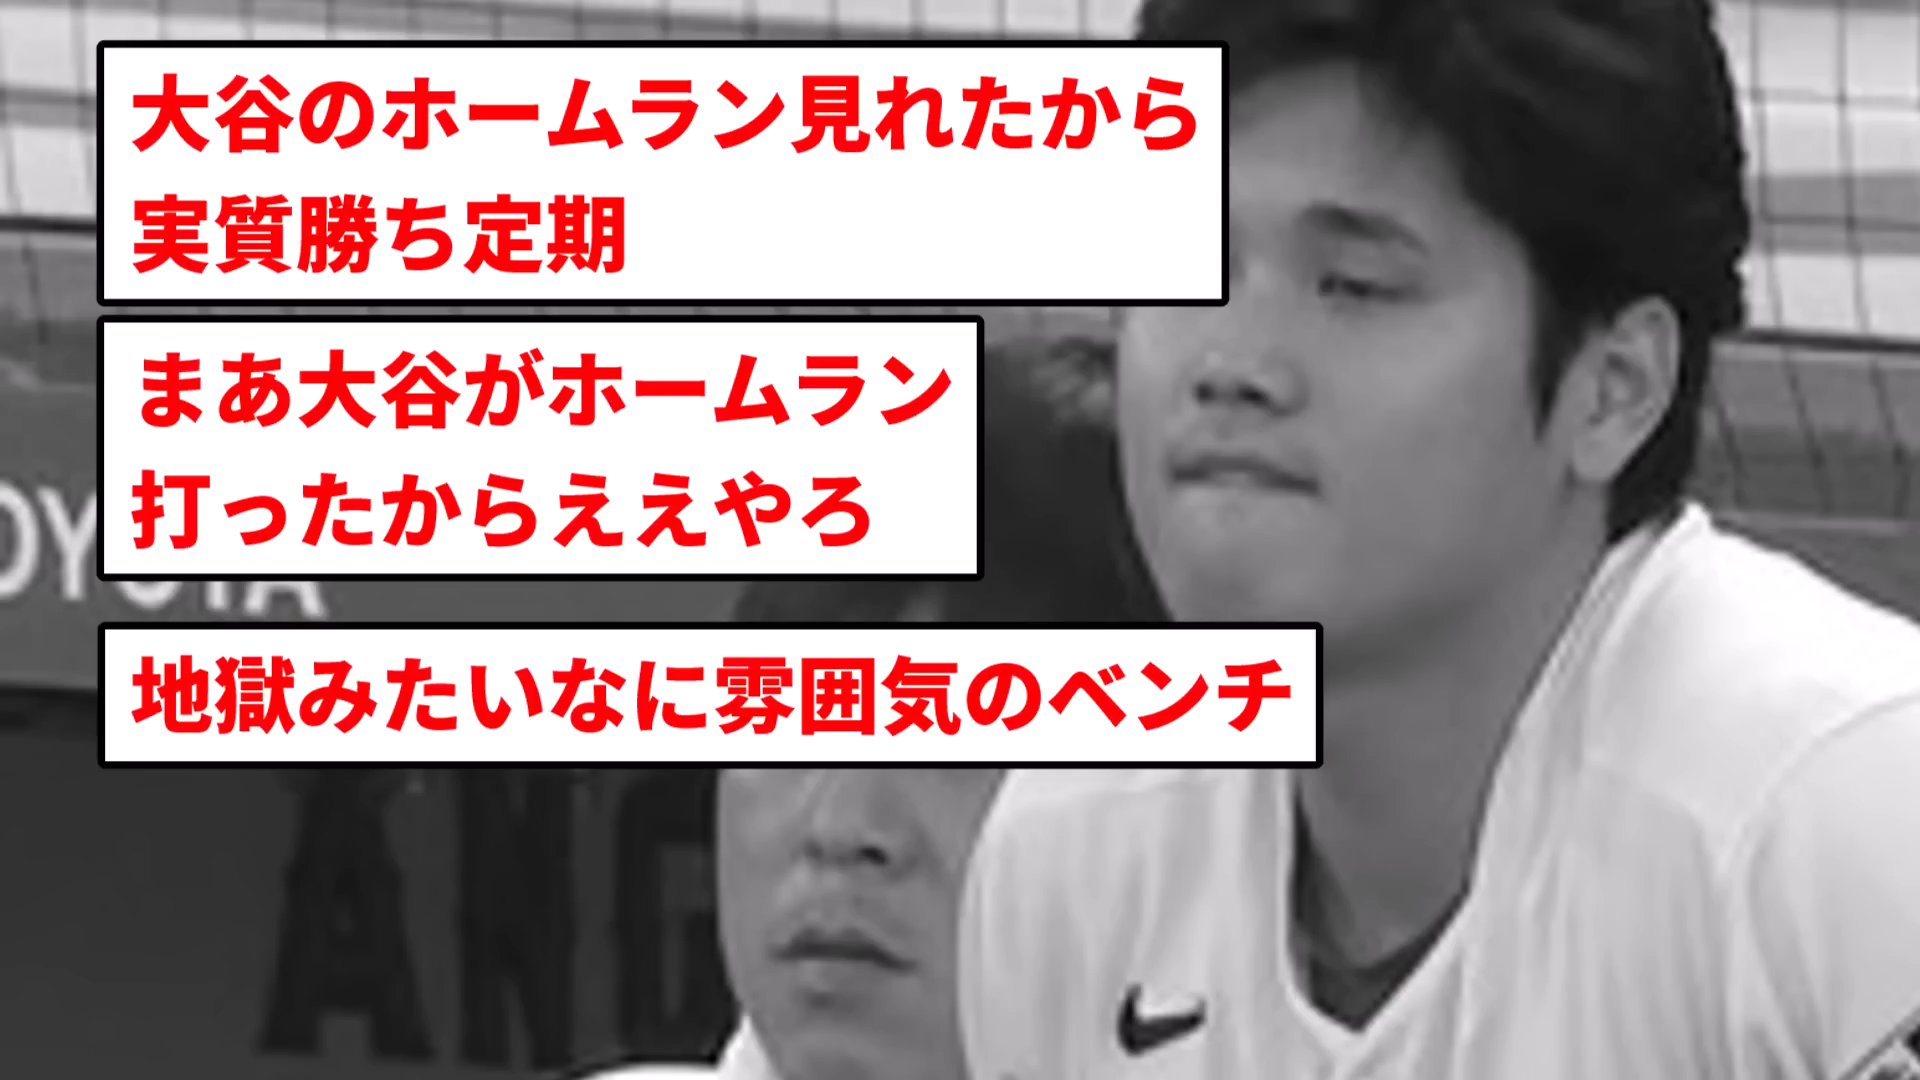 大谷のホームラン見れたから
実質勝ち定期
まあ大谷がホームラン
打ったからええやろ
OYOTA
地獄みたいなに雰囲気のベンチ
ANG